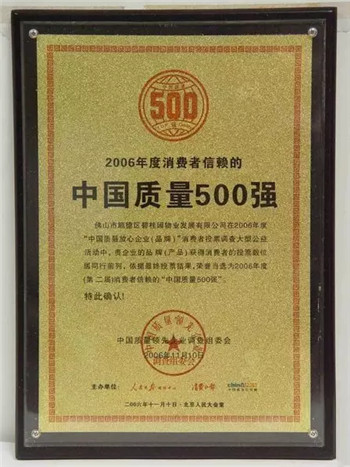 500
2006年度消费者信赖的
中国质量500强
佛山市顺德区碧桂园物业发展有限公司在2006年度
“中国质量放心企业(品牌)”消费者投票调查大型公益
活动中，贵企业的品牌(产品)获得消费者的投票数位
属同行前列，依据最终投票结果，荣誉当选为2006年度
(第二届)消费者信赖的“中国质量500强”。
特此确认!
中国质量领先企业调查组委会
2006年11月10日
调查组委会
主办单位:
二00六年十一月十日·北京人民大会堂